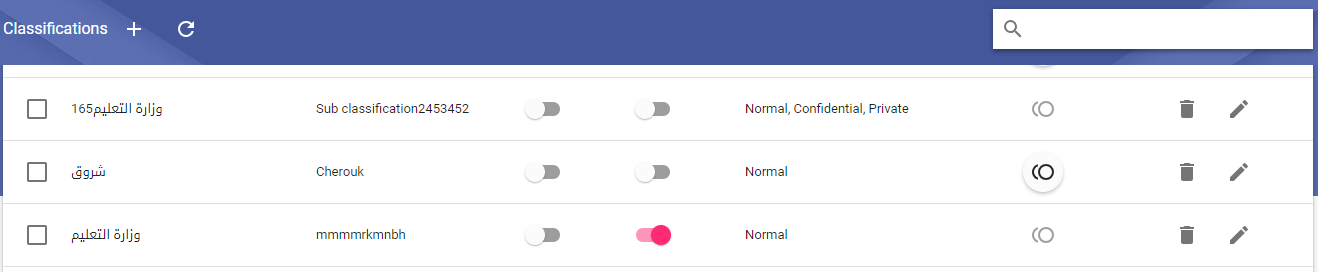 Classifications
وزارة التعليم165 Sub classification2453452 Normal, Confidential, Private
شروق Cherouk Normal
وزارة التعليم mmmmrkmnbh Normal